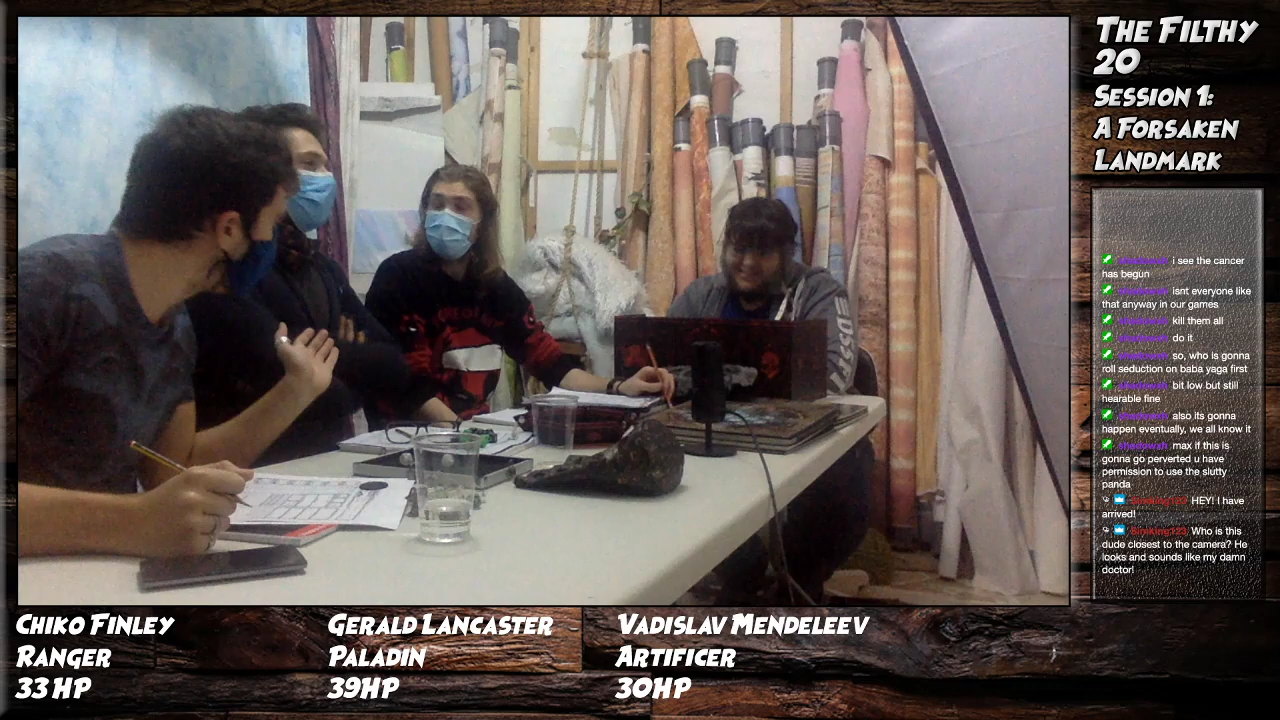 THE FILTHY
20
SESSION 1:
A FORSAKEN
LANDMARK
i see the cancer
has begun
isnt everyone like
that anyway in our games
kill them all
do it
so, who is gonna
roll seduction on baba yaga first
bit low but still
hearable fine
also its gonna
happen eventually, we all know it
max if this is
gonna go perverted u have
permission to use the slutty
panda
HEY! I have
arrived!
Who is this
dude closest to the camera? He
looks and sounds like my damn
doctor!
CHIKO FINLEY
RANGER
33 HP
GERALD LANCASTER
PALADIN
39HP
VADISLAV MENDELEEV
ARTIFICER
30HP